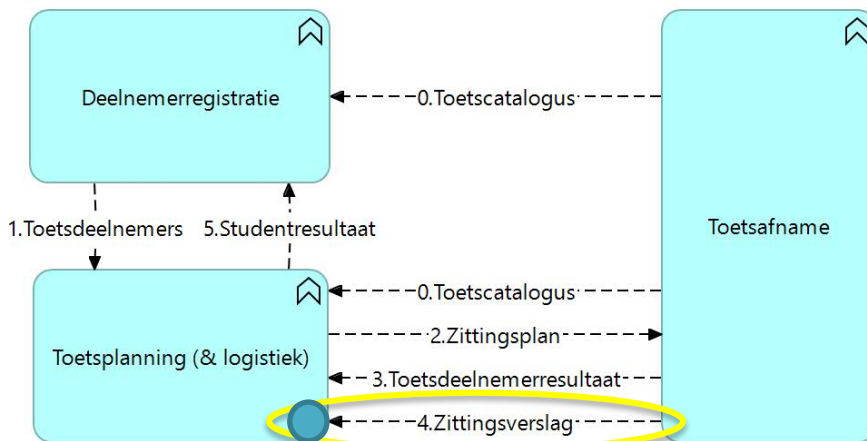 Deelnemerregistratie
0.Toetscatalogus
1.Toetsdeelnemers
5.Studentresultaat
Toetsafname
0.Toetscatalogus
2.Zittingsplan
Toetsplanning (& logistiek)
3.Toetsdeelnemerresultaat
4.Zittingsverslag